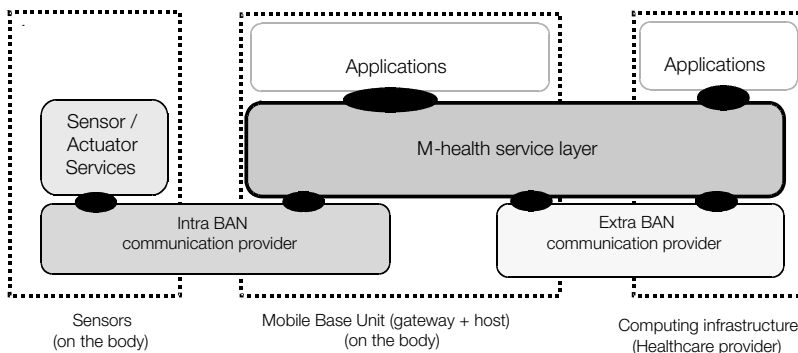 Applications
Applications
Sensor /
Actuator
Services
M-health service layer
Intra BAN
communication provider
Extra BAN
communication provider
Sensors
(on the body)
Mobile Base Unit (gateway + host)
(on the body)
Computing infrastructure
(Healthcare provider)